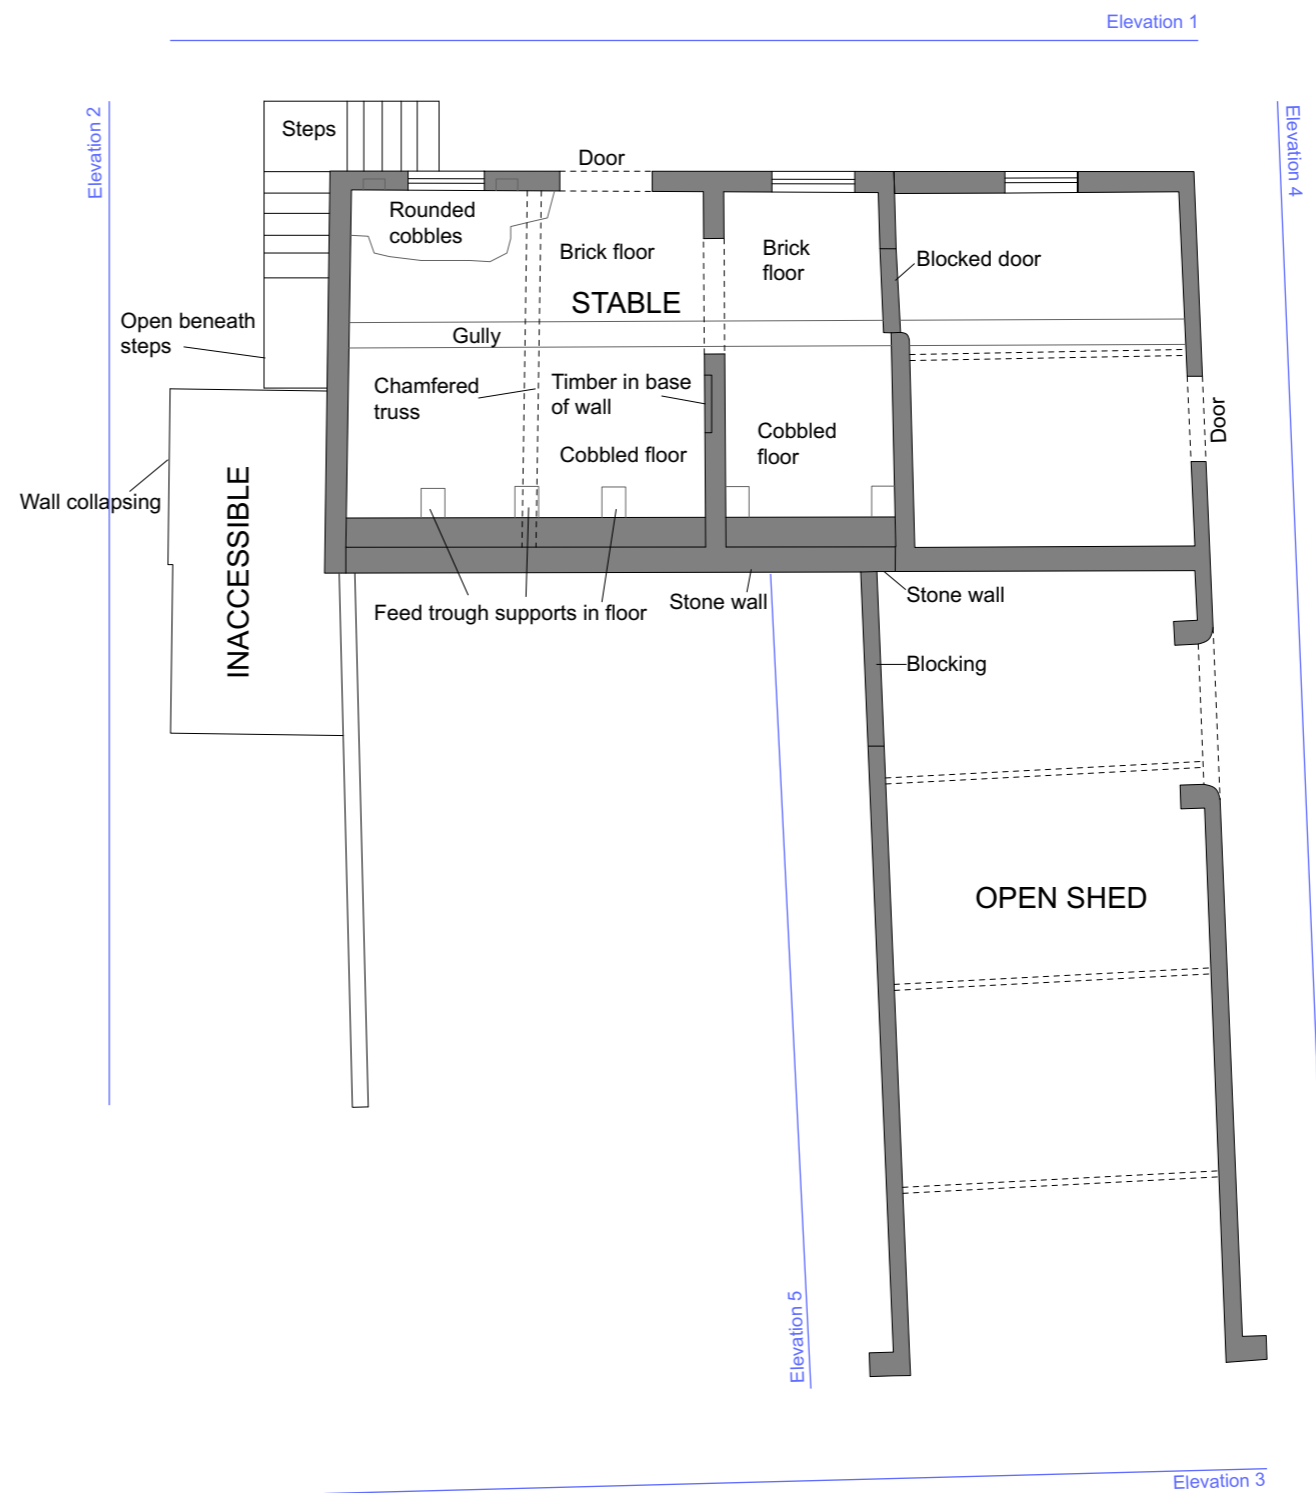 Elevation 1
Elevation 2
Elevation 4
Steps
Door
Rounded
cobbles
Brick floor
Brick
floor
Blocked door
STABLE
Open beneath
steps
Gully
Chamfered
truss
Timber in base
of wall
Door
Cobbled floor
Cobbled
floor
Wall collapsing
INACCESSIBLE
Feed trough supports in floor
Stone wall
Stone wall
Blocking
OPEN SHED
Elevation 5
Elevation 3